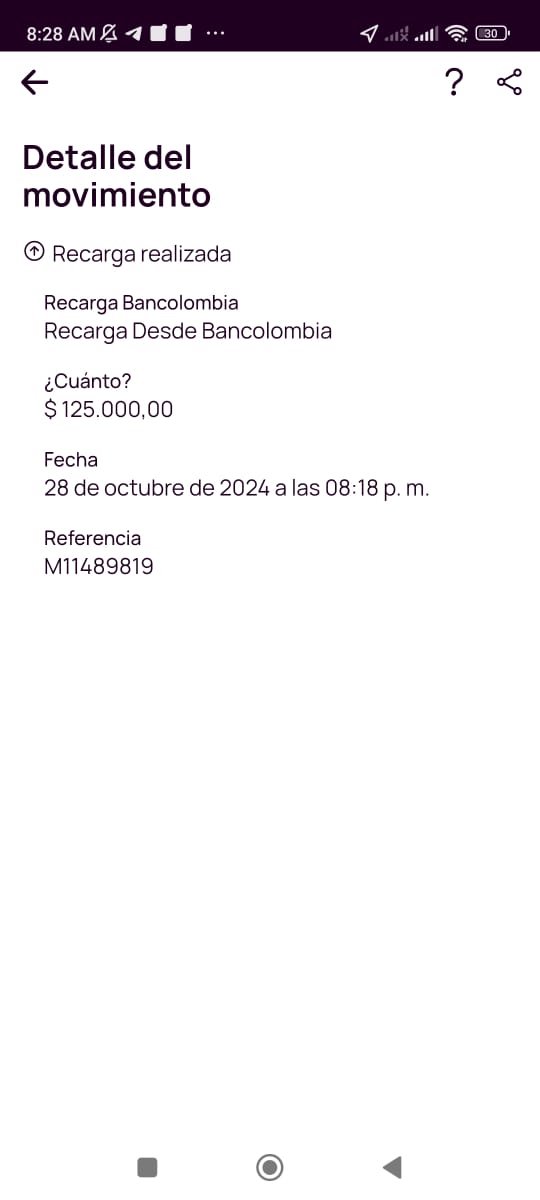 8:28 AM
30
?
Detalle del
movimiento
Recarga realizada
Recarga Bancolombia
Recarga Desde Bancolombia
¿Cuánto?
$ 125.000,00
Fecha
28 de octubre de 2024 a las 08:18 p. m.
Referencia
M11489819